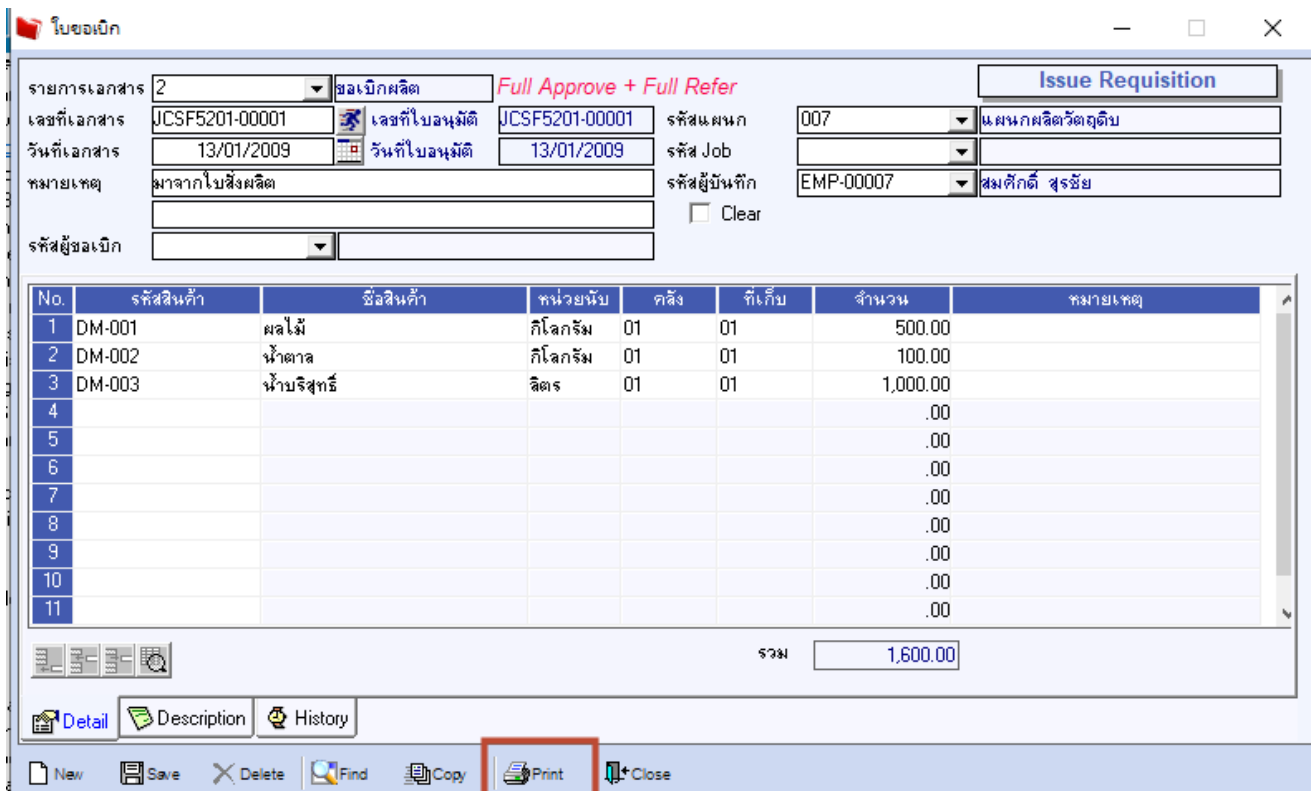 ใบขอเบิก
Issue Requisition
รายการเอกสาร 2 ขอเบิกผลิต Full Approve + Full Refer
เลขที่เอกสาร JCSF5201-00001 เลขที่ใบอนุมัติ JCSF5201-00001 รหัสแผนก 007 แผนกผลิตวัตถุดิบ
วันที่เอกสาร 13/01/2009 วันที่ใบอนุมัติ 13/01/2009 รหัส Job
หมายเหตุ มาจากใบสั่งผลิต รหัสผู้บันทึก EMP-00007 สมศักดิ์ สุรชัย
Clear
รหัสผู้ขอเบิก
No. รหัสสินค้า ชื่อสินค้า หน่วยนับ คลัง ที่เก็บ จำนวน หมายเหตุ
1 DM-001 ผลไม้ กิโลกรัม 01 01 500.00
2 DM-002 น้ำตาล กิโลกรัม 01 01 100.00
3 DM-003 น้ำบริสุทธิ์ ลิตร 01 01 1,000.00
4 .00
5 .00
6 .00
7 .00
8 .00
9 .00
10 .00
11 .00
รวม 1,600.00
Detail Description History
New Save Delete Find Copy Print Close